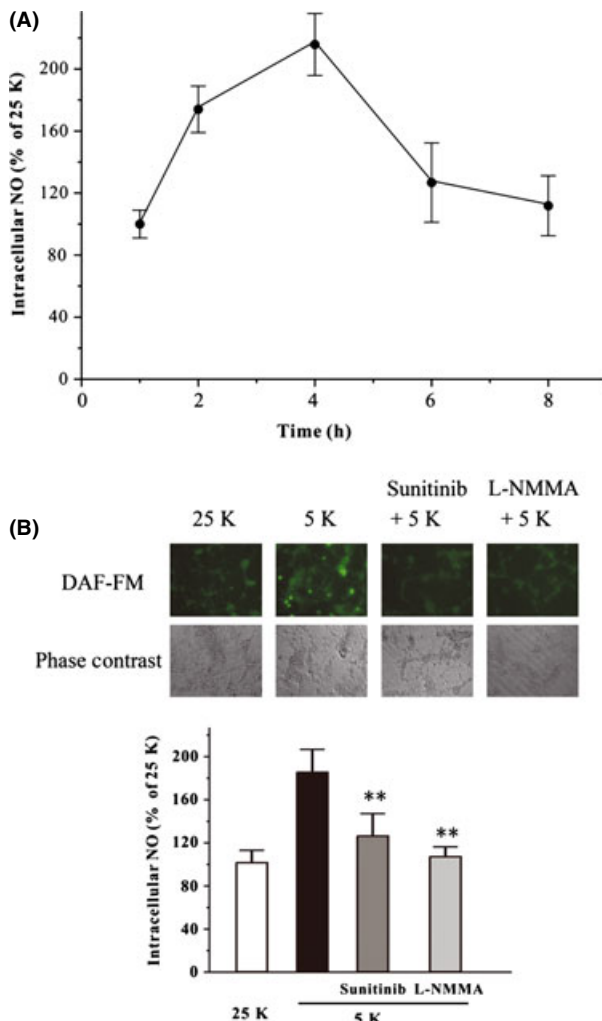 (A)
Intracellular NO (% of 25 K)
200
160
120
80
0
0 2 4 6 8
Time (h)
(B)
Sunitinib L-NMMA
25 K 5 K + 5 K + 5 K
DAF-FM
Phase contrast
Intracellular NO (% of 25 K)
200
160
120
80
40
0
**
**
Sunitinib L-NMMA
25 K 5 K